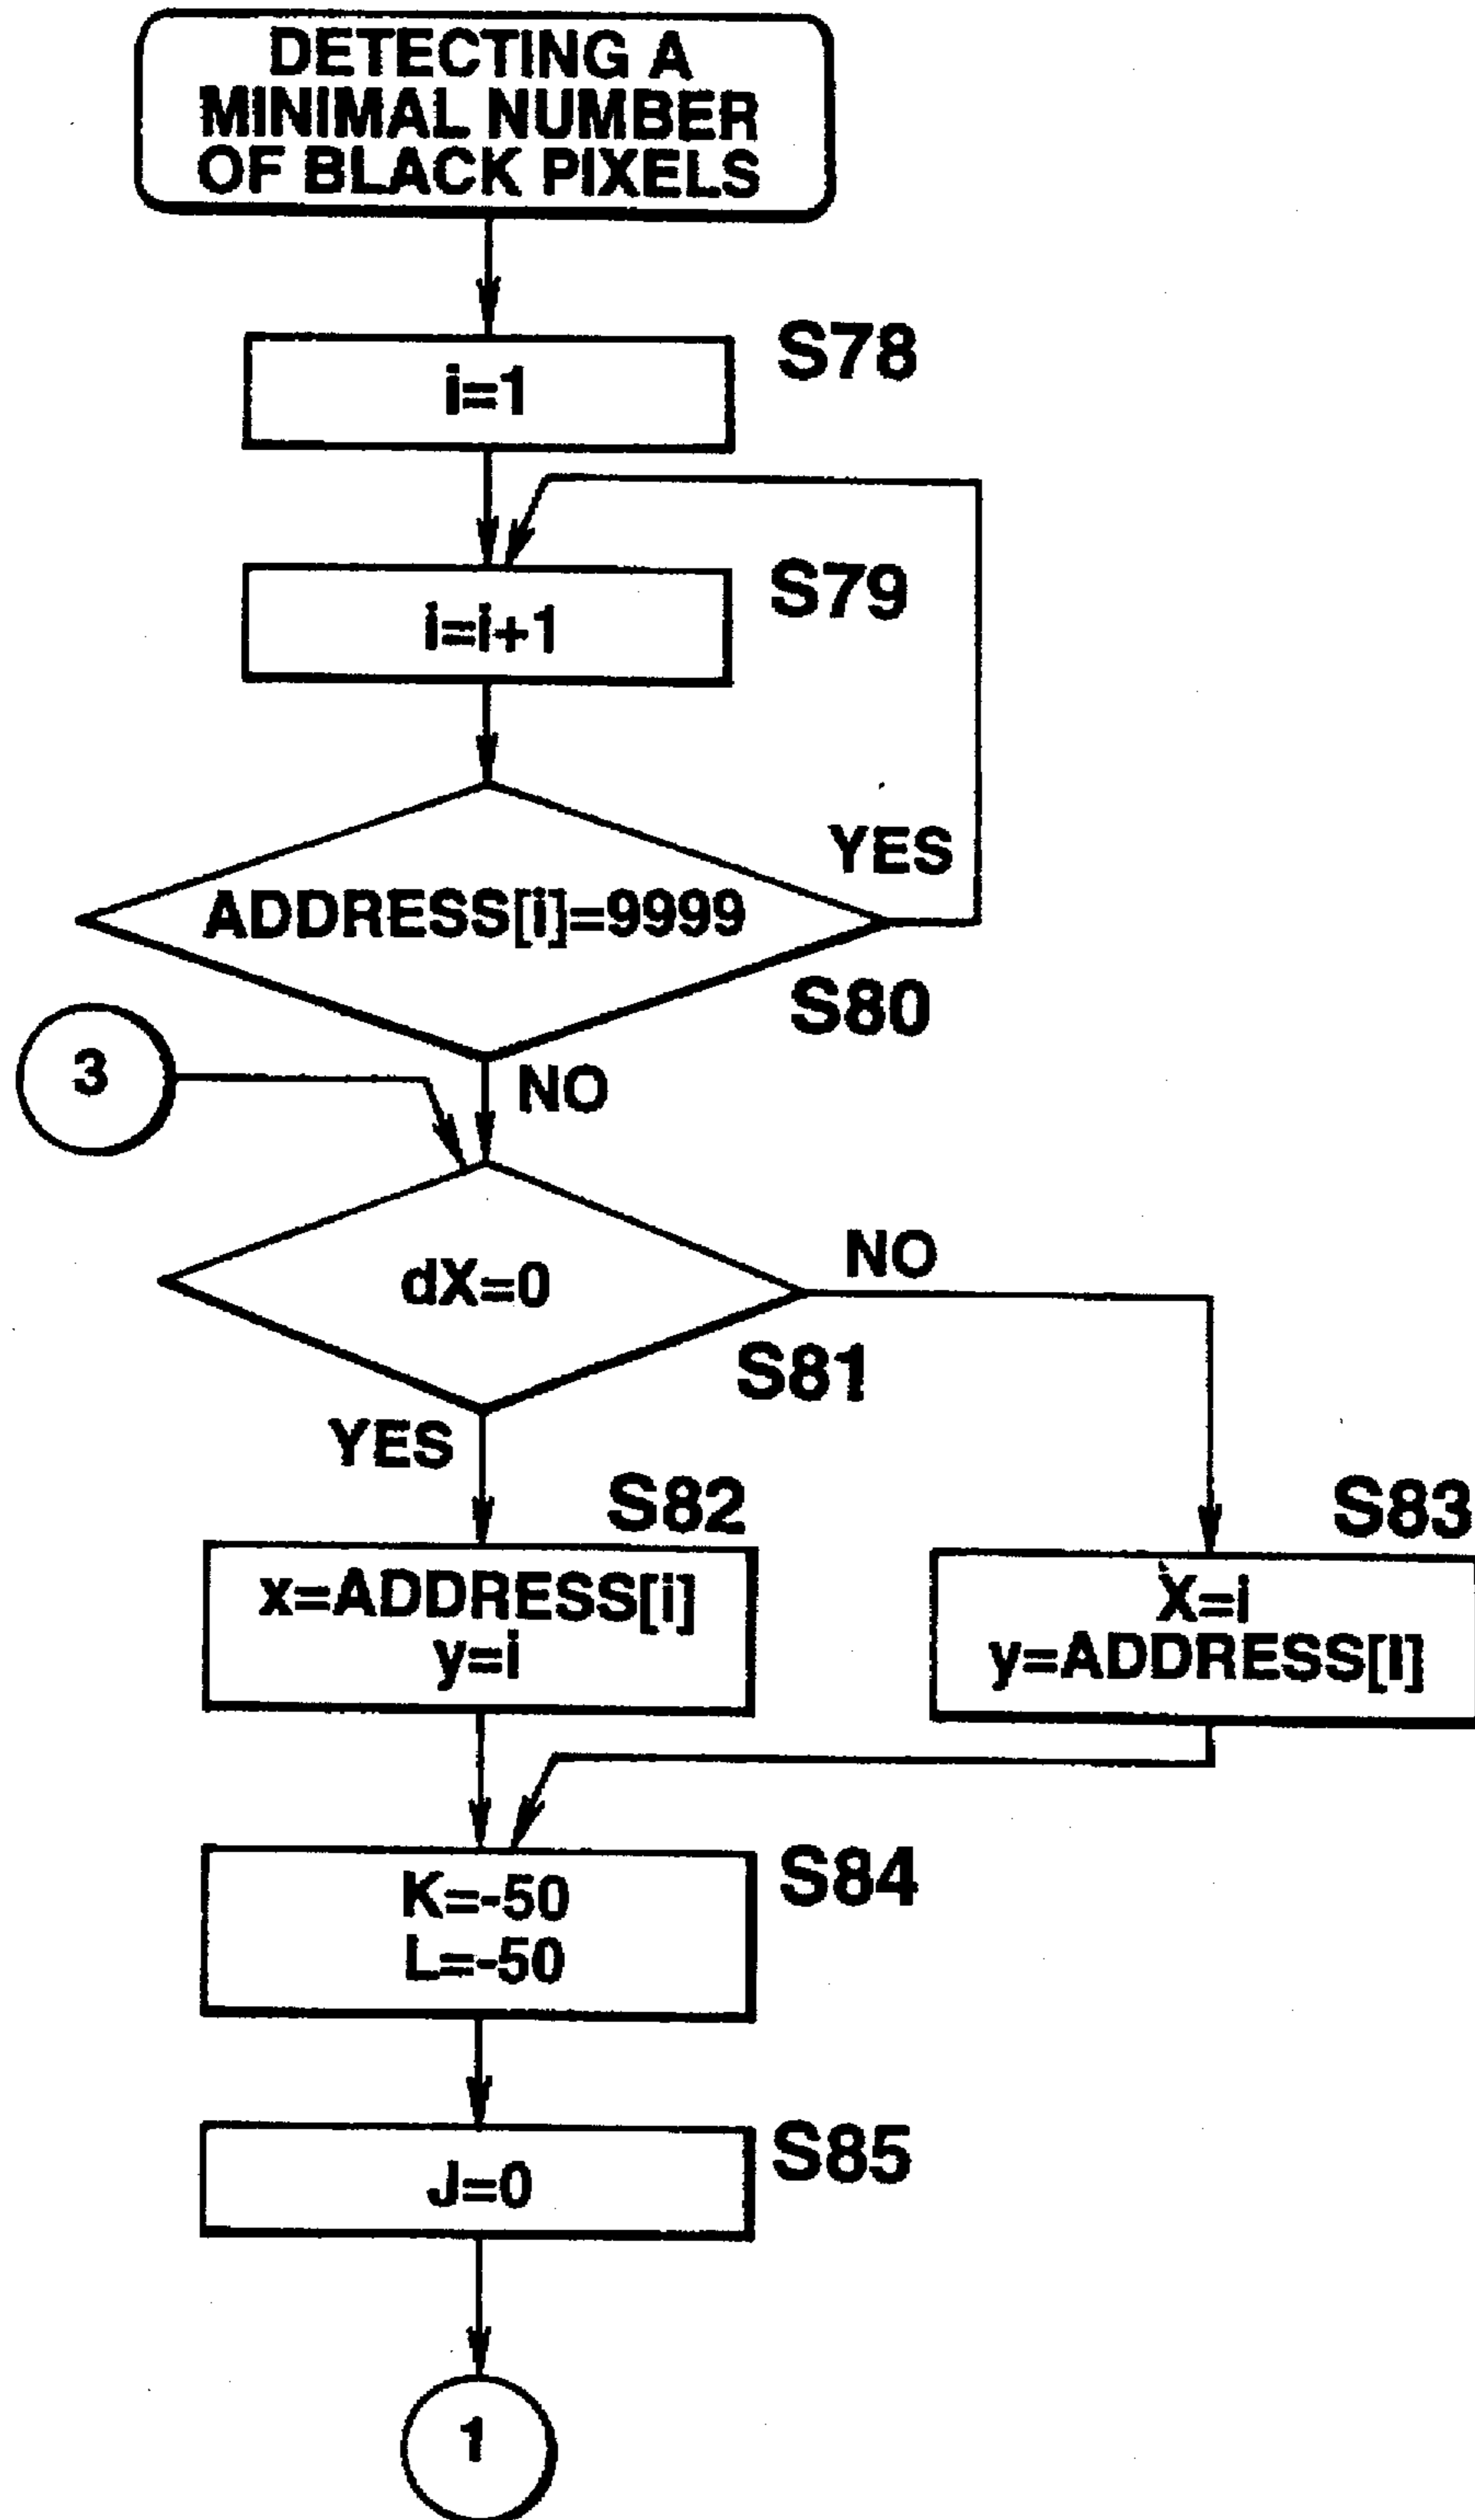 DETECTING A
MINIMAL NUMBER
OF BLACK PIXELS
S78
i=1
S79
i=i+1
YES
ADDRESS[i]=9999
S80
3
NO
NO
dX=0
S81
YES
S82
S83
x=ADDRESS[i]
y=i
X=i
y=ADDRESS[I]
S84
K=-50
L=-50
S85
J=0
1